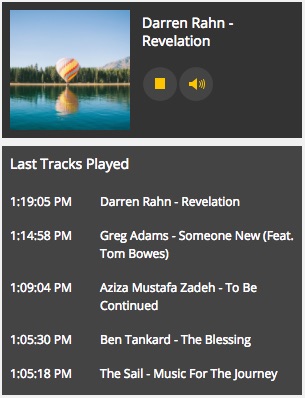 Darren Rahn -
Revelation
Last Tracks Played
1:19:05 PM Darren Rahn - Revelation
1:14:58 PM Greg Adams - Someone New (Feat.
Tom Bowes)
1:09:04 PM Aziza Mustafa Zadeh - To Be
Continued
1:05:30 PM Ben Tankard - The Blessing
1:05:18 PM The Sail - Music For The Journey